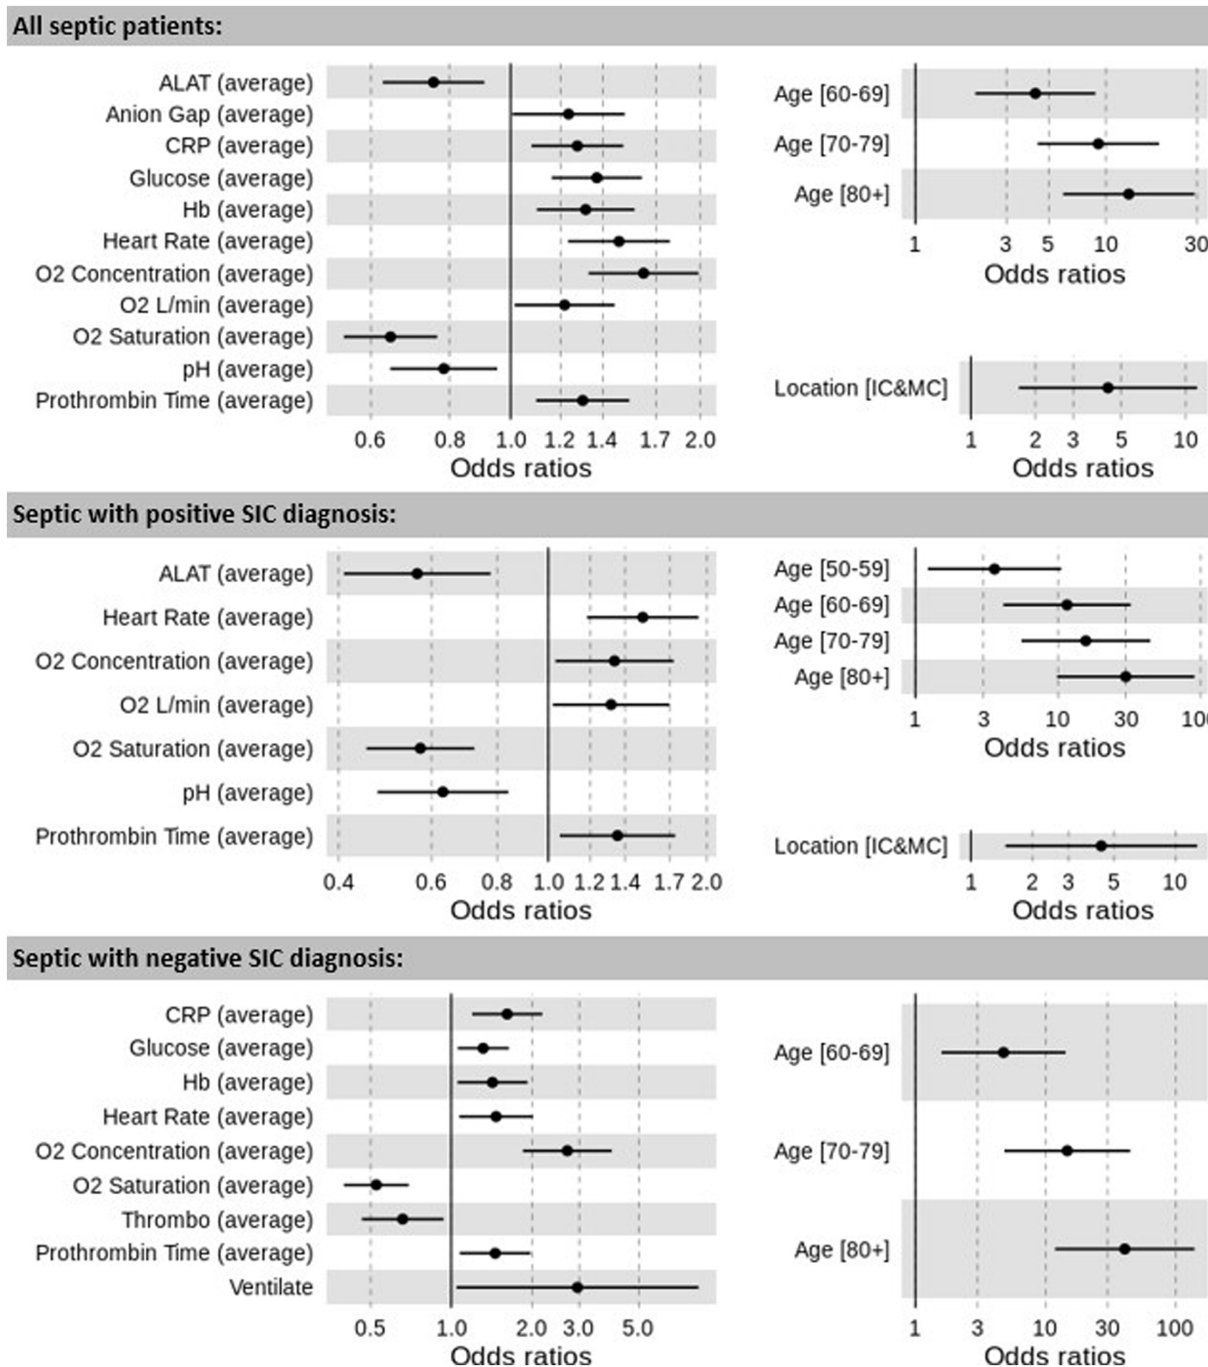 All septic patients:
ALAT (average)
Anion Gap (average)
CRP (average)
Glucose (average)
Hb (average)
Heart Rate (average)
O2 Concentration (average)
O2 L/min (average)
O2 Saturation (average)
pH (average)
Prothrombin Time (average)
0.6 0.8 1.0 1.2 1.4 1.7 2.0
Odds ratios
Age [60-69]
Age [70-79]
Age [80+]
1 3 5 10 30
Odds ratios
Location [IC&MC]
1 2 3 5 10
Odds ratios
Septic with positive SIC diagnosis:
ALAT (average)
Heart Rate (average)
O2 Concentration (average)
O2 L/min (average)
O2 Saturation (average)
pH (average)
Prothrombin Time (average)
0.4 0.6 0.8 1.0 1.2 1.4 1.7 2.0
Odds ratios
Age [50-59]
Age [60-69]
Age [70-79]
Age [80+]
1 3 10 30 100
Odds ratios
Location [IC&MC]
1 2 3 5 10
Odds ratios
Septic with negative SIC diagnosis:
CRP (average)
Glucose (average)
Hb (average)
Heart Rate (average)
O2 Concentration (average)
O2 Saturation (average)
Thrombo (average)
Prothrombin Time (average)
Ventilate
0.5 1.0 2.0 3.0 5.0
Odds ratios
Age [60-69]
Age [70-79]
Age [80+]
1 3 10 30 100
Odds ratios